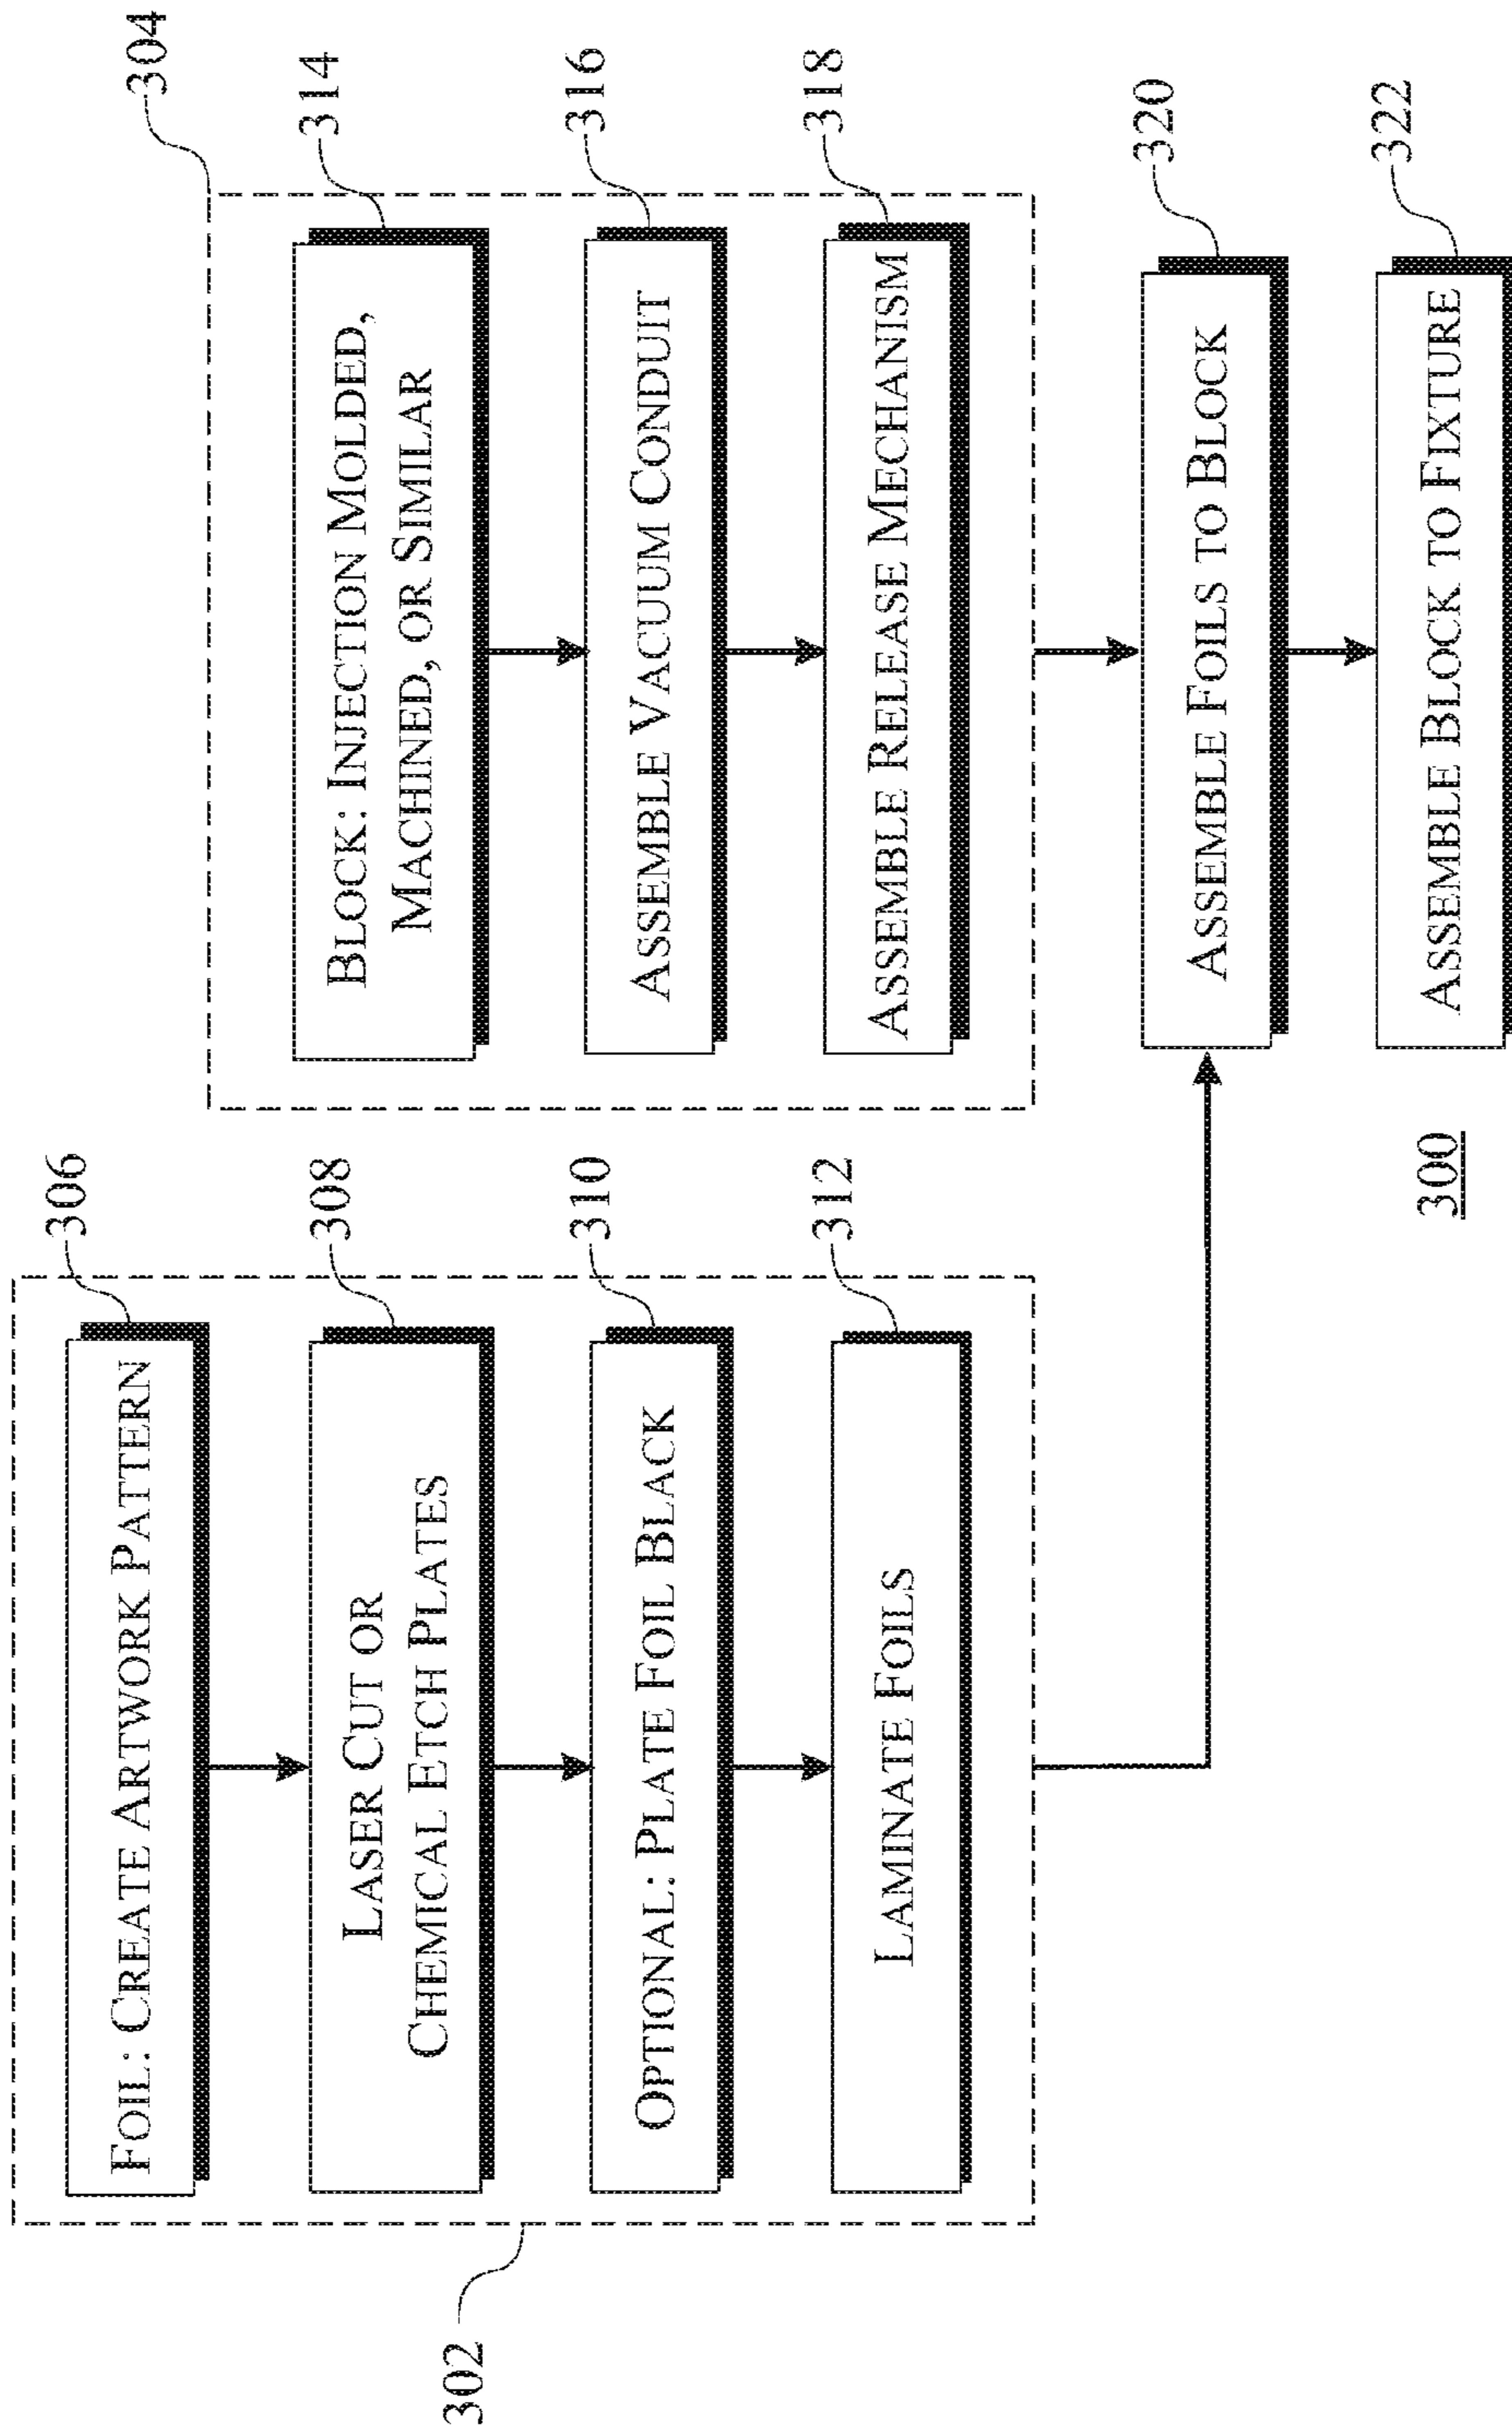 302
FOIL: CREATE ARTWORK PATTERN
306
LASER CUT OR
CHEMICAL ETCH PLATES
308
OPTIONAL: PLATE FOIL BLACK
310
LAMINATE FOILS
312
304
BLOCK: INJECTION MOLDED,
MACHINED, OR SIMILAR
314
ASSEMBLE VACUUM CONDUIT
316
ASSEMBLE RELEASE MECHANISM
318
ASSEMBLE FOILS TO BLOCK
320
ASSEMBLE BLOCK TO FIXTURE
322
300